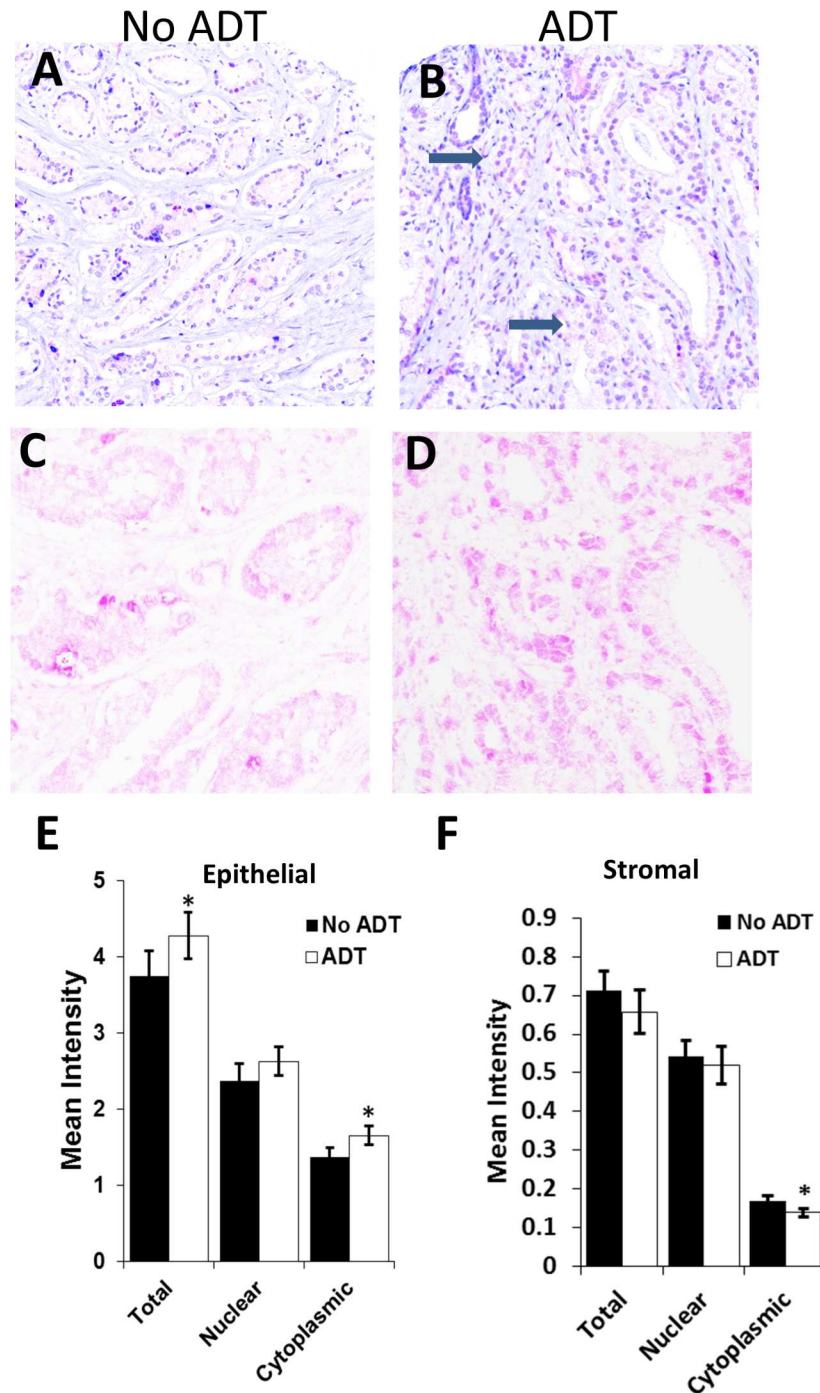 No ADT ADT
A B
C D
E Epithelial
Mean Intensity
5
4
3
2
1
0
No ADT
ADT
*
*
Total Nuclear Cytoplasmic
F Stromal
Mean Intensity
0.9
0.8
0.7
0.6
0.5
0.4
0.3
0.2
0.1
0
No ADT
ADT
*
Total Nuclear Cytoplasmic